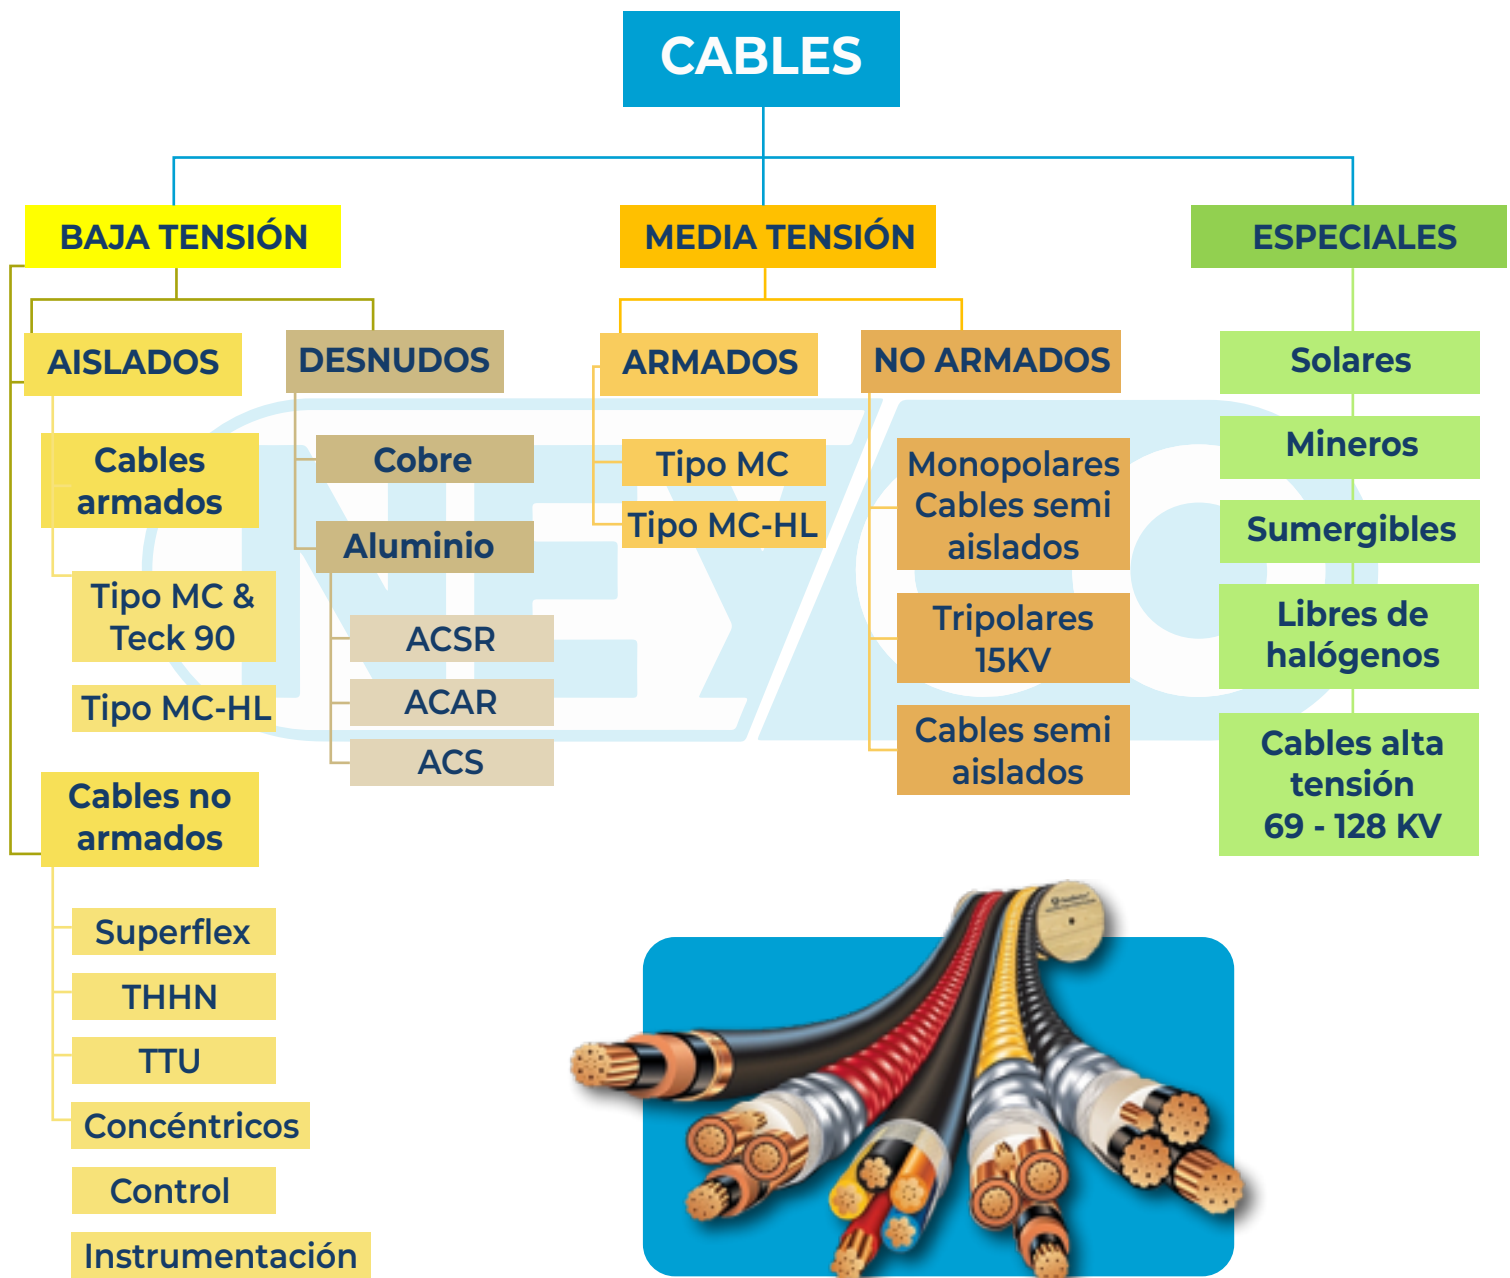 CABLES
BAJA TENSIÓN
AISLADOS
Cables
armados
Tipo MC &
Teck 90
Tipo MC-HL
Cables no
armados
Superflex
THHN
TTU
Concéntricos
Control
Instrumentación
DESNUDOS
Cobre
Aluminio
ACSR
ACAR
ACS
MEDIA TENSIÓN
ARMADOS
Tipo MC
Tipo MC-HL
NO ARMADOS
Monopolares
Cables semi
aislados
Tripolares
15KV
Cables semi
aislados
ESPECIALES
Solares
Mineros
Sumergibles
Libres de
halógenos
Cables alta
tensión
69 - 128 KV